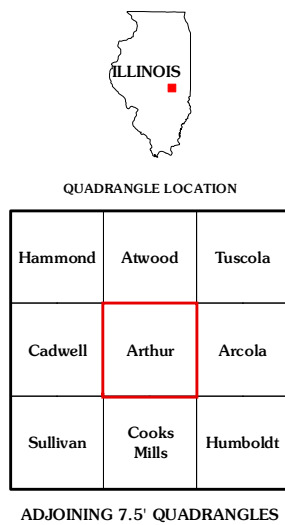 ILLINOIS
QUADRANGLE LOCATION
Hammond
Atwood
Tuscola
Cadwell
Arthur
Arcola
Sullivan
Cooks
Mills
Humboldt
ADJOINING 7.5' QUADRANGLES